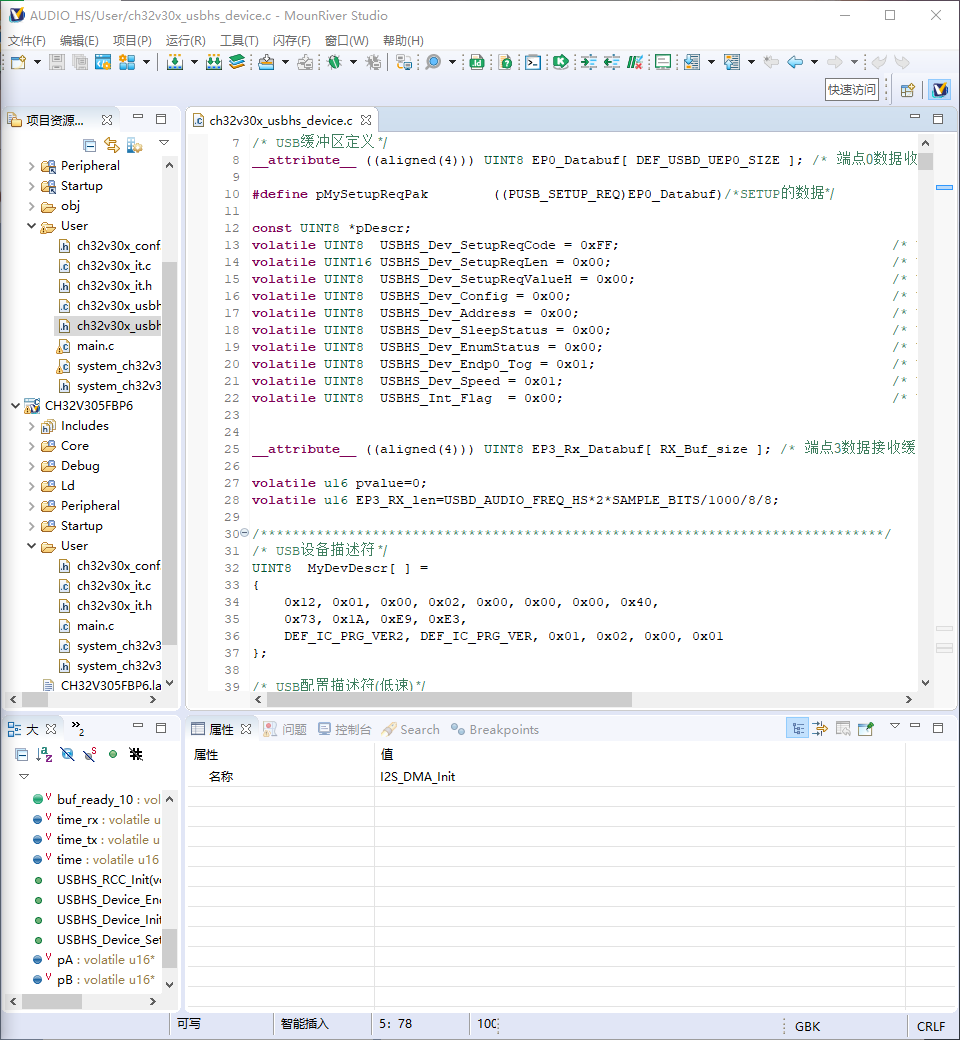 AUDIO_HS/User/ch32v30x_usbhs_device.c - MounRiver Studio
文件(F) 编辑(E) 项目(P) 运行(R) 工具(T) 闪存(F) 窗口(W) 帮助(H)
快速访问
项目资源...
Peripheral
Startup
obj
User
ch32v30x_conf
ch32v30x_it.c
ch32v30x_it.h
ch32v30x_usbh
ch32v30x_usbh
main.c
system_ch32v3
system_ch32v3
CH32V305FBP6
Includes
Core
Debug
Ld
Peripheral
Startup
User
ch32v30x_conf
ch32v30x_it.c
ch32v30x_it.h
main.c
system_ch32v3
system_ch32v3
CH32V305FBP6.la
ch32v30x_usbhs_device.c
7 /* USB缓冲区定义 */
8 __attribute__ ((aligned(4))) UINT8 EP0_Databuf[ DEF_USBD_UEP0_SIZE ]; /* 端点0数据收
9
10 #define pMySetupReqPak ((PUSB_SETUP_REQ)EP0_Databuf)/*SETUP的数据*/
11
12 const UINT8 *pDescr;
13 volatile UINT8 USBHS_Dev_SetupReqCode = 0xFF; /*
14 volatile UINT16 USBHS_Dev_SetupReqLen = 0x00; /*
15 volatile UINT8 USBHS_Dev_SetupReqValueH = 0x00; /*
16 volatile UINT8 USBHS_Dev_Config = 0x00; /*
17 volatile UINT8 USBHS_Dev_Address = 0x00; /*
18 volatile UINT8 USBHS_Dev_SleepStatus = 0x00; /*
19 volatile UINT8 USBHS_Dev_EnumStatus = 0x00; /*
20 volatile UINT8 USBHS_Dev_Endp0_Tog = 0x01; /*
21 volatile UINT8 USBHS_Dev_Speed = 0x01; /*
22 volatile UINT8 USBHS_Int_Flag = 0x00; /*
23
24
25 __attribute__ ((aligned(4))) UINT8 EP3_Rx_Databuf[ RX_Buf_size ]; /* 端点3数据接收缓
26
27 volatile u16 pvalue=0;
28 volatile u16 EP3_RX_len=USBD_AUDIO_FREQ_HS*2*SAMPLE_BITS/1000/8/8;
29
30 /******************************************************************************/
31 /* USB设备描述符 */
32 UINT8 MyDevDescr[ ] =
33 {
34 0x12, 0x01, 0x00, 0x02, 0x00, 0x00, 0x00, 0x40,
35 0x73, 0x1A, 0xE9, 0xE3,
36 DEF_IC_PRG_VER2, DEF_IC_PRG_VER, 0x01, 0x02, 0x00, 0x01
37 };
38
39 /* USB配置描述符(低速)*/
大 »2
buf_ready_10 : vol
time_rx : volatile u
time_tx : volatile u
time : volatile u16
USBHS_RCC_Init(v
USBHS_Device_En
USBHS_Device_Init
USBHS_Device_Set
pA : volatile u16*
pB : volatile u16*
属性 问题 控制台 Search Breakpoints
属性 值
名称 I2S_DMA_Init
可写 智能插入 5: 78 100 GBK CRLF